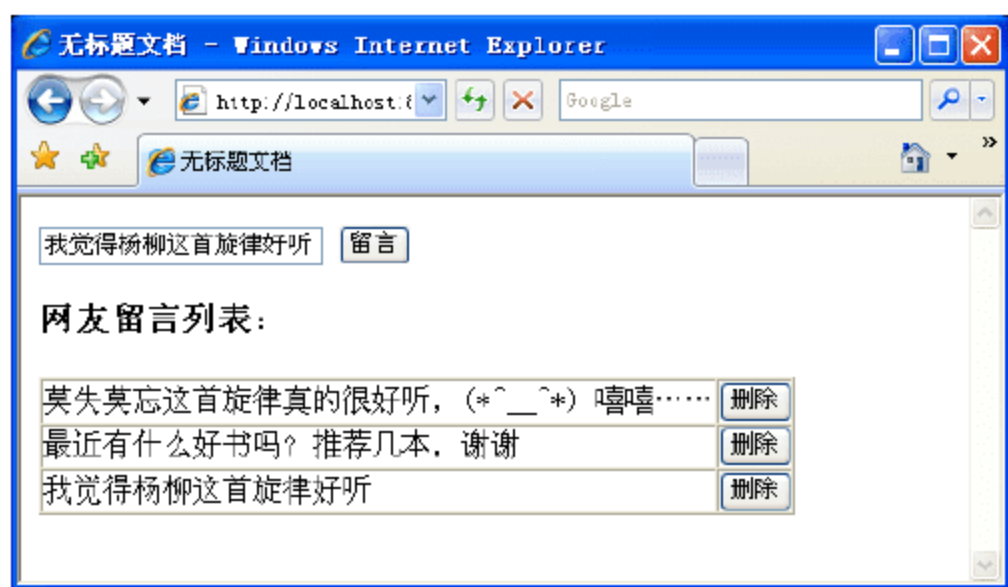 无标题文档 - Windows Internet Explorer
http://localhost:8
Google
无标题文档
我觉得杨柳这首旋律好听 留言
网友留言列表：
莫失莫忘这首旋律真的很好听，(*^__^*) 嘻嘻…… 删除
最近有什么好书吗？推荐几本，谢谢 删除
我觉得杨柳这首旋律好听 删除